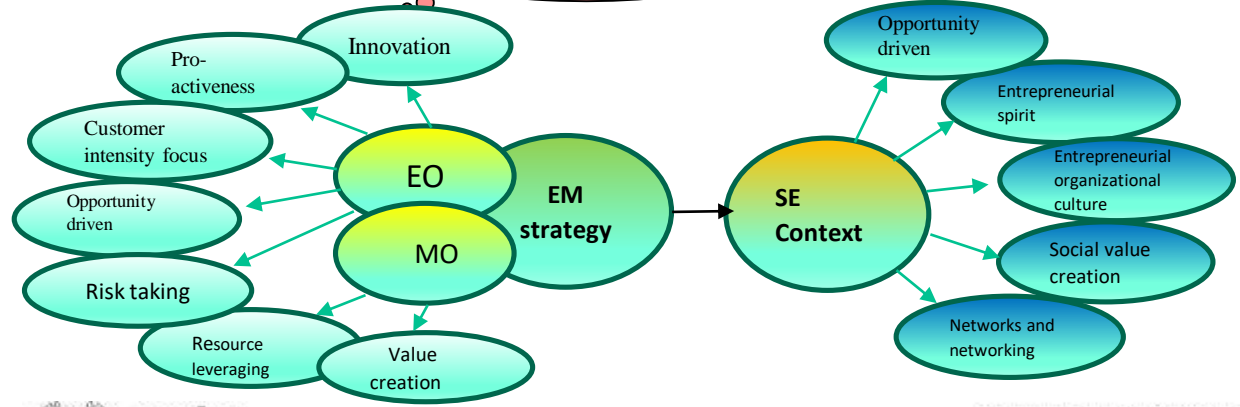 Innovation
Pro-
activeness
Customer
intensity focus
Opportunity
driven
Risk taking
Resource
leveraging
Value
creation
EO
MO
EM
strategy
SE
Context
Opportunity
driven
Entrepreneurial
spirit
Entrepreneurial
organizational
culture
Social value
creation
Networks and
networking